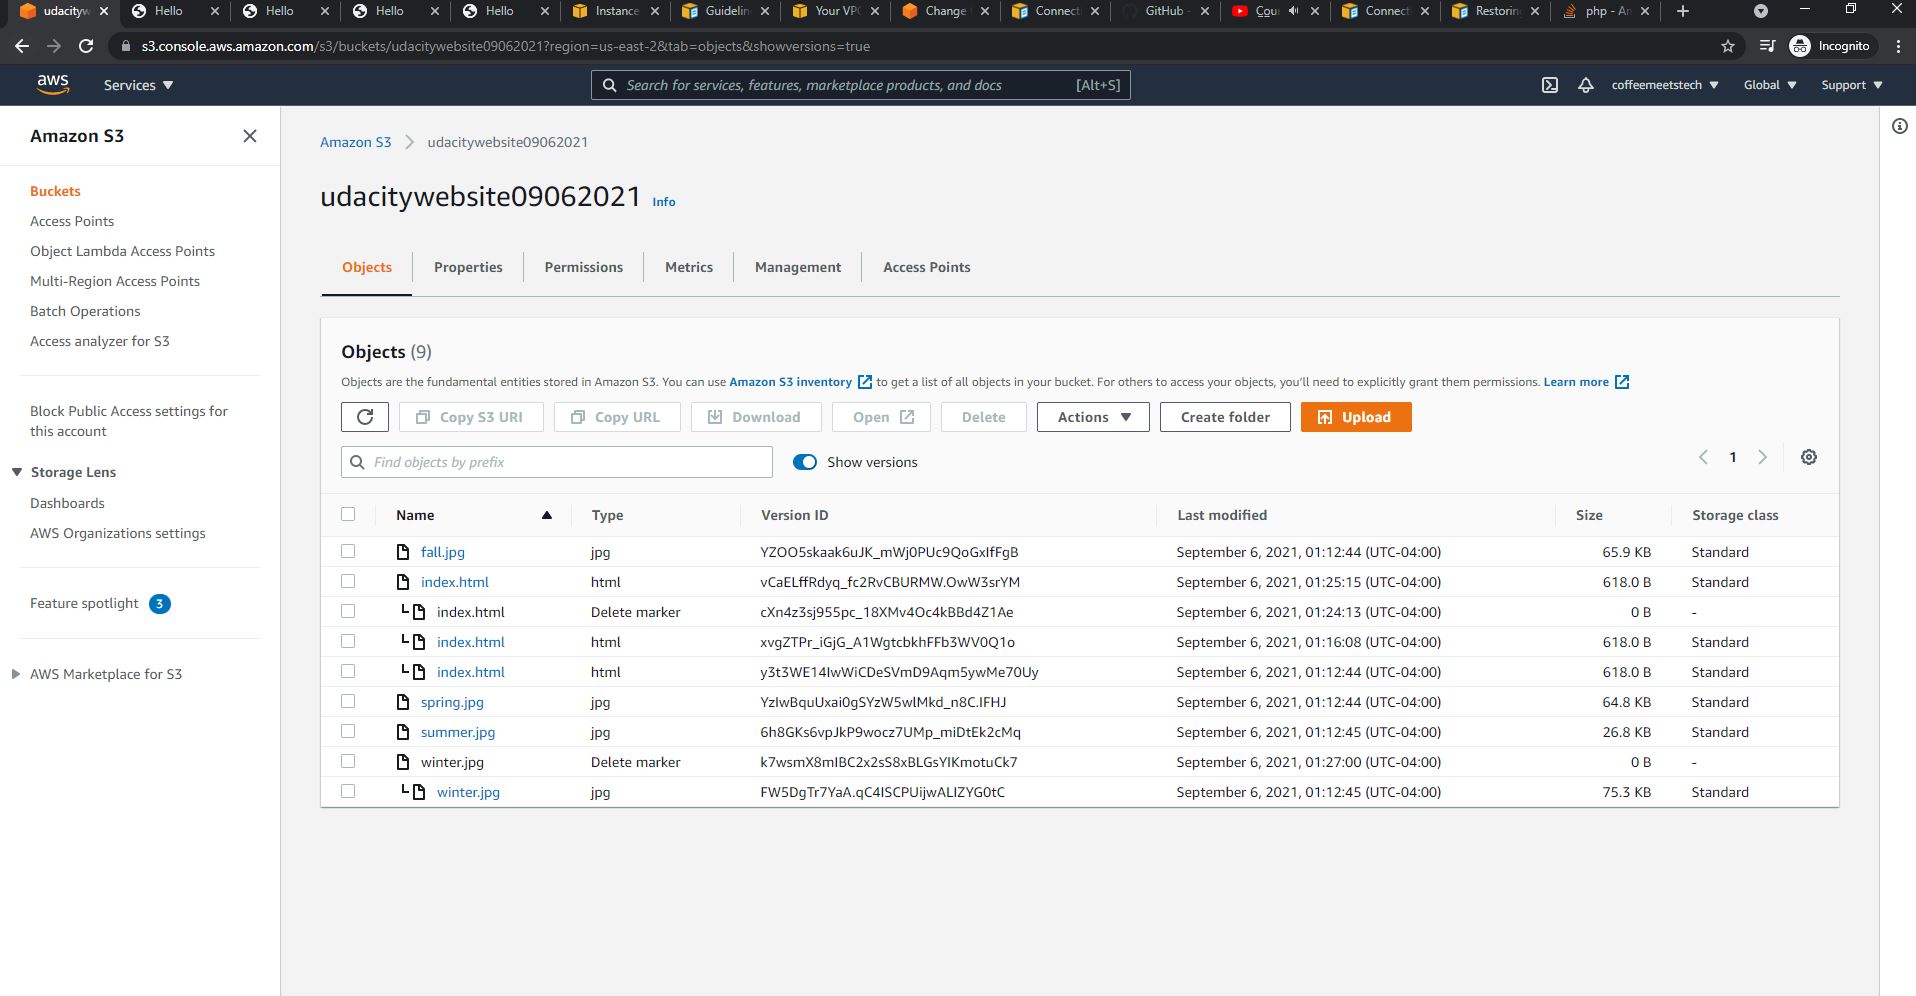 udacityw Hello Hello Hello Hello Instance Guidelin Your VPC Change Connect GitHub - Cou Connect Restorin php - Am
s3.console.aws.amazon.com/s3/buckets/udacitywebsite09062021?region=us-east-2&tab=objects&showversions=true Incognito
aws Services Search for services, features, marketplace products, and docs [Alt+S] coffeemeetstech Global Support
Amazon S3
Buckets
Access Points
Object Lambda Access Points
Multi-Region Access Points
Batch Operations
Access analyzer for S3
Block Public Access settings for
this account
Storage Lens
Dashboards
AWS Organizations settings
Feature spotlight 3
AWS Marketplace for S3
Amazon S3 udacitywebsite09062021
udacitywebsite09062021 Info
Objects Properties Permissions Metrics Management Access Points
Objects (9)
Objects are the fundamental entities stored in Amazon S3. You can use Amazon S3 inventory to get a list of all objects in your bucket. For others to access your objects, you'll need to explicitly grant them permissions. Learn more
Copy S3 URI Copy URL Download Open Delete Actions Create folder Upload
Find objects by prefix Show versions 1
Name Type Version ID Last modified Size Storage class
fall.jpg jpg YZOO5skaak6uJK_mWj0PUc9QoGxIfFgB September 6, 2021, 01:12:44 (UTC-04:00) 65.9 KB Standard
index.html html vCaELffRdyq_fc2RvCBURMW.OwW3srYM September 6, 2021, 01:25:15 (UTC-04:00) 618.0 B Standard
index.html Delete marker cXn4z3sj955pc_18XMv4Oc4kBBd4Z1Ae September 6, 2021, 01:24:13 (UTC-04:00) 0 B -
index.html html xvgZTPr_iGjG_A1WgtcbkhFFb3WV0Q1o September 6, 2021, 01:16:08 (UTC-04:00) 618.0 B Standard
index.html html y3t3WE14IwWiCDeSVmD9Aqm5ywMe70Uy September 6, 2021, 01:12:44 (UTC-04:00) 618.0 B Standard
spring.jpg jpg YzIwBquUxai0gSYzW5wlMkd_n8C.IFHJ September 6, 2021, 01:12:44 (UTC-04:00) 64.8 KB Standard
summer.jpg jpg 6h8GKs6vpJkP9wocz7UMp_miDtEk2cMq September 6, 2021, 01:12:45 (UTC-04:00) 26.8 KB Standard
winter.jpg Delete marker k7wsmX8mIBC2x2sS8xBLGsYIKmotuCk7 September 6, 2021, 01:27:00 (UTC-04:00) 0 B -
winter.jpg jpg FW5DgTr7YaA.qC4ISCPUijwALIZYG0tC September 6, 2021, 01:12:45 (UTC-04:00) 75.3 KB Standard